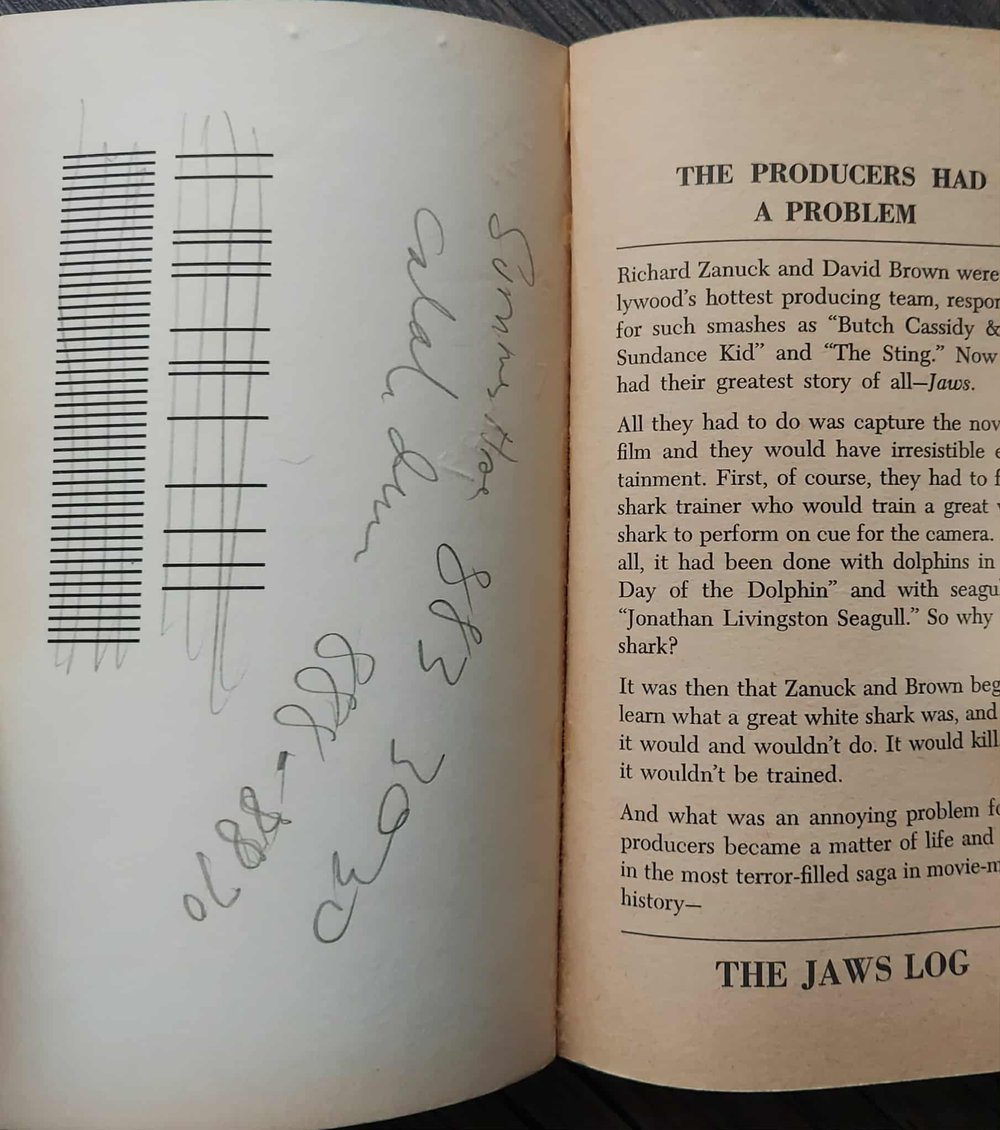 883 3030
888-8870
THE PRODUCERS HAD
A PROBLEM
Richard Zanuck and David Brown were
lywood's hottest producing team, respon
for such smashes as "Butch Cassidy &
Sundance Kid" and "The Sting." Now
had their greatest story of all—Jaws.
All they had to do was capture the nov
film and they would have irresistible e
tainment. First, of course, they had to f
shark trainer who would train a great
shark to perform on cue for the camera.
all, it had been done with dolphins in
Day of the Dolphin" and with seagu
"Jonathan Livingston Seagull." So why
shark?
It was then that Zanuck and Brown beg
learn what a great white shark was, and
it would and wouldn't do. It would kill
it wouldn't be trained.
And what was an annoying problem fo
producers became a matter of life and
in the most terror-filled saga in movie-m
history—
THE JAWS LOG